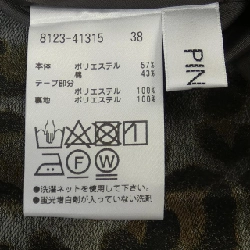 8123-41315 38
本体 ポリエステル 57%
綿 43%
テープ部分
ポリエステル 100%
裏地 ポリエステル 100%
P F W
※洗濯ネットを使用して下さい。
※蛍光増白剤が入っていない洗剤
PIN